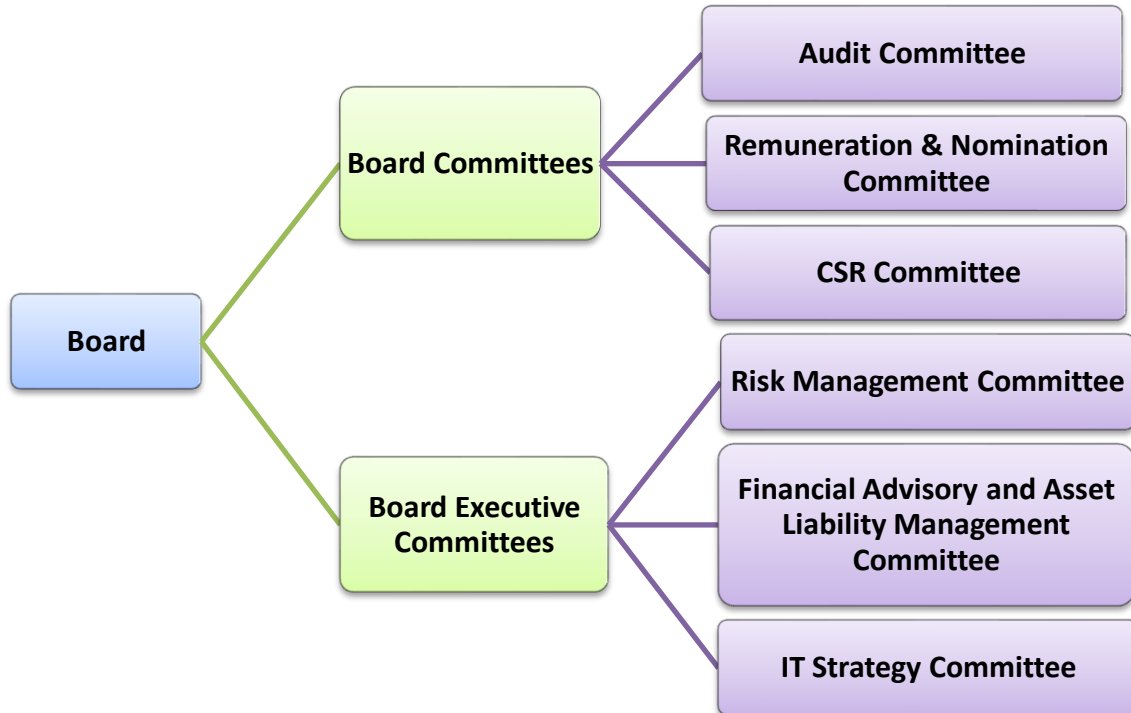 Board
Board Committees
Audit Committee
Remuneration & Nomination
Committee
CSR Committee
Board Executive
Committees
Risk Management Committee
Financial Advisory and Asset
Liability Management
Committee
IT Strategy Committee